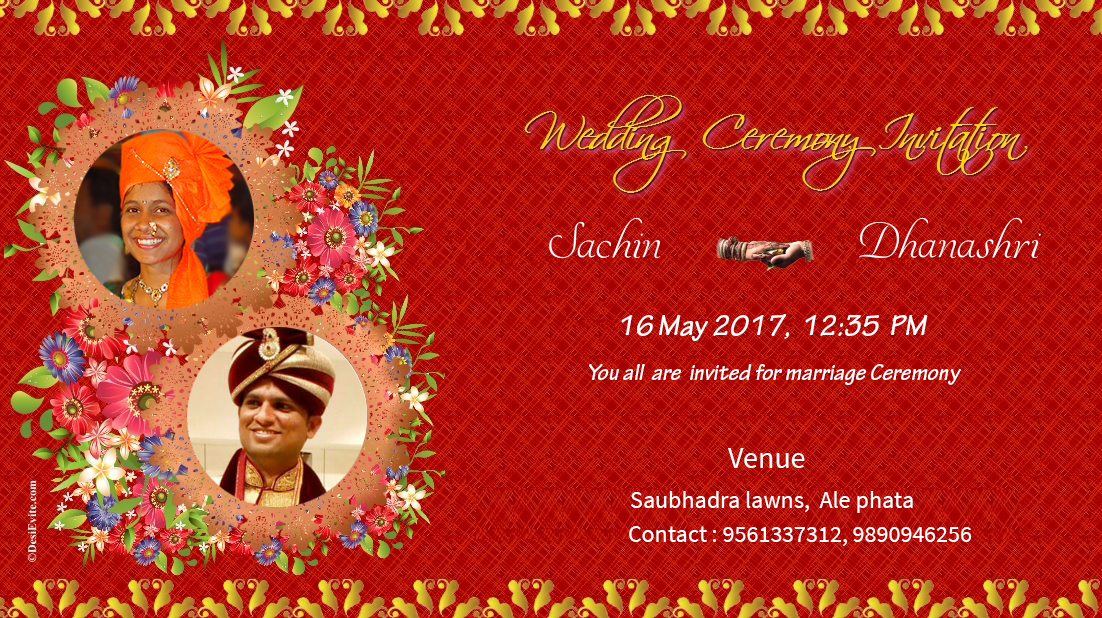 Wedding Ceremony Invitation
Sachin Dhanashri
16 May 2017, 12:35 PM
You all are invited for marriage Ceremony
Venue
Saubhadra lawns, Ale phata
Contact : 9561337312, 9890946256
©DesiEvite.com